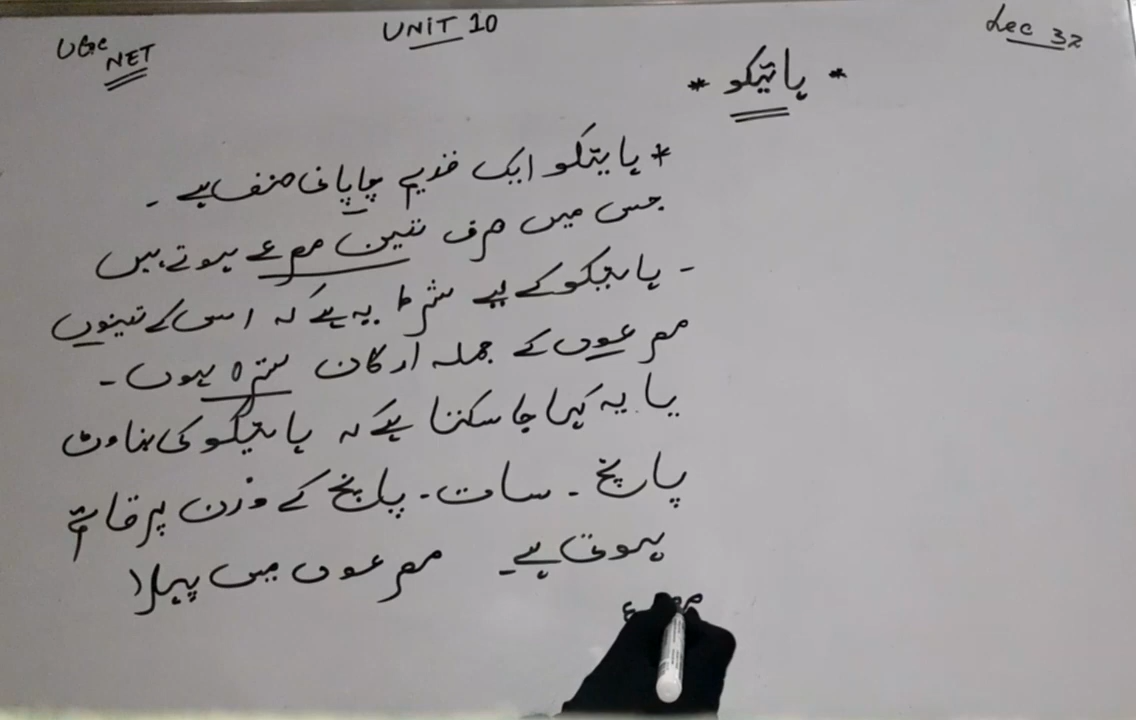 UGC NET
UNIT 10
Lec 32
* ہائیکو *
* ہائیکو ایک قدیم جاپانی صنف ہے ۔
جس میں صرف تین مصرعے ہوتے ہیں
۔ ہائیکو کے لیے شرط یہ ہے کہ اس کے تینوں
مصرعوں کے جملہ ارکان سترہ ہوں ۔
یا یہ کہا جا سکتا ہے کہ ہائیکو کی بناوٹ
پانچ ۔ سات ۔ پانچ کے وزن پر قائم
ہوتی ہے ۔ مصرعوں میں پہلا